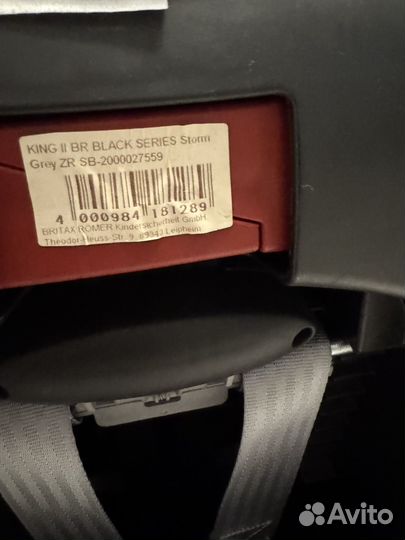 KING II BR BLACK SERIES Storm
Grey ZR SB-2000027559
4 000984 181289
BRITAX RÖMER Kindersicherheit GmbH
Theodor-Heuss-Str. 9, 89340 Leipheim
Avito